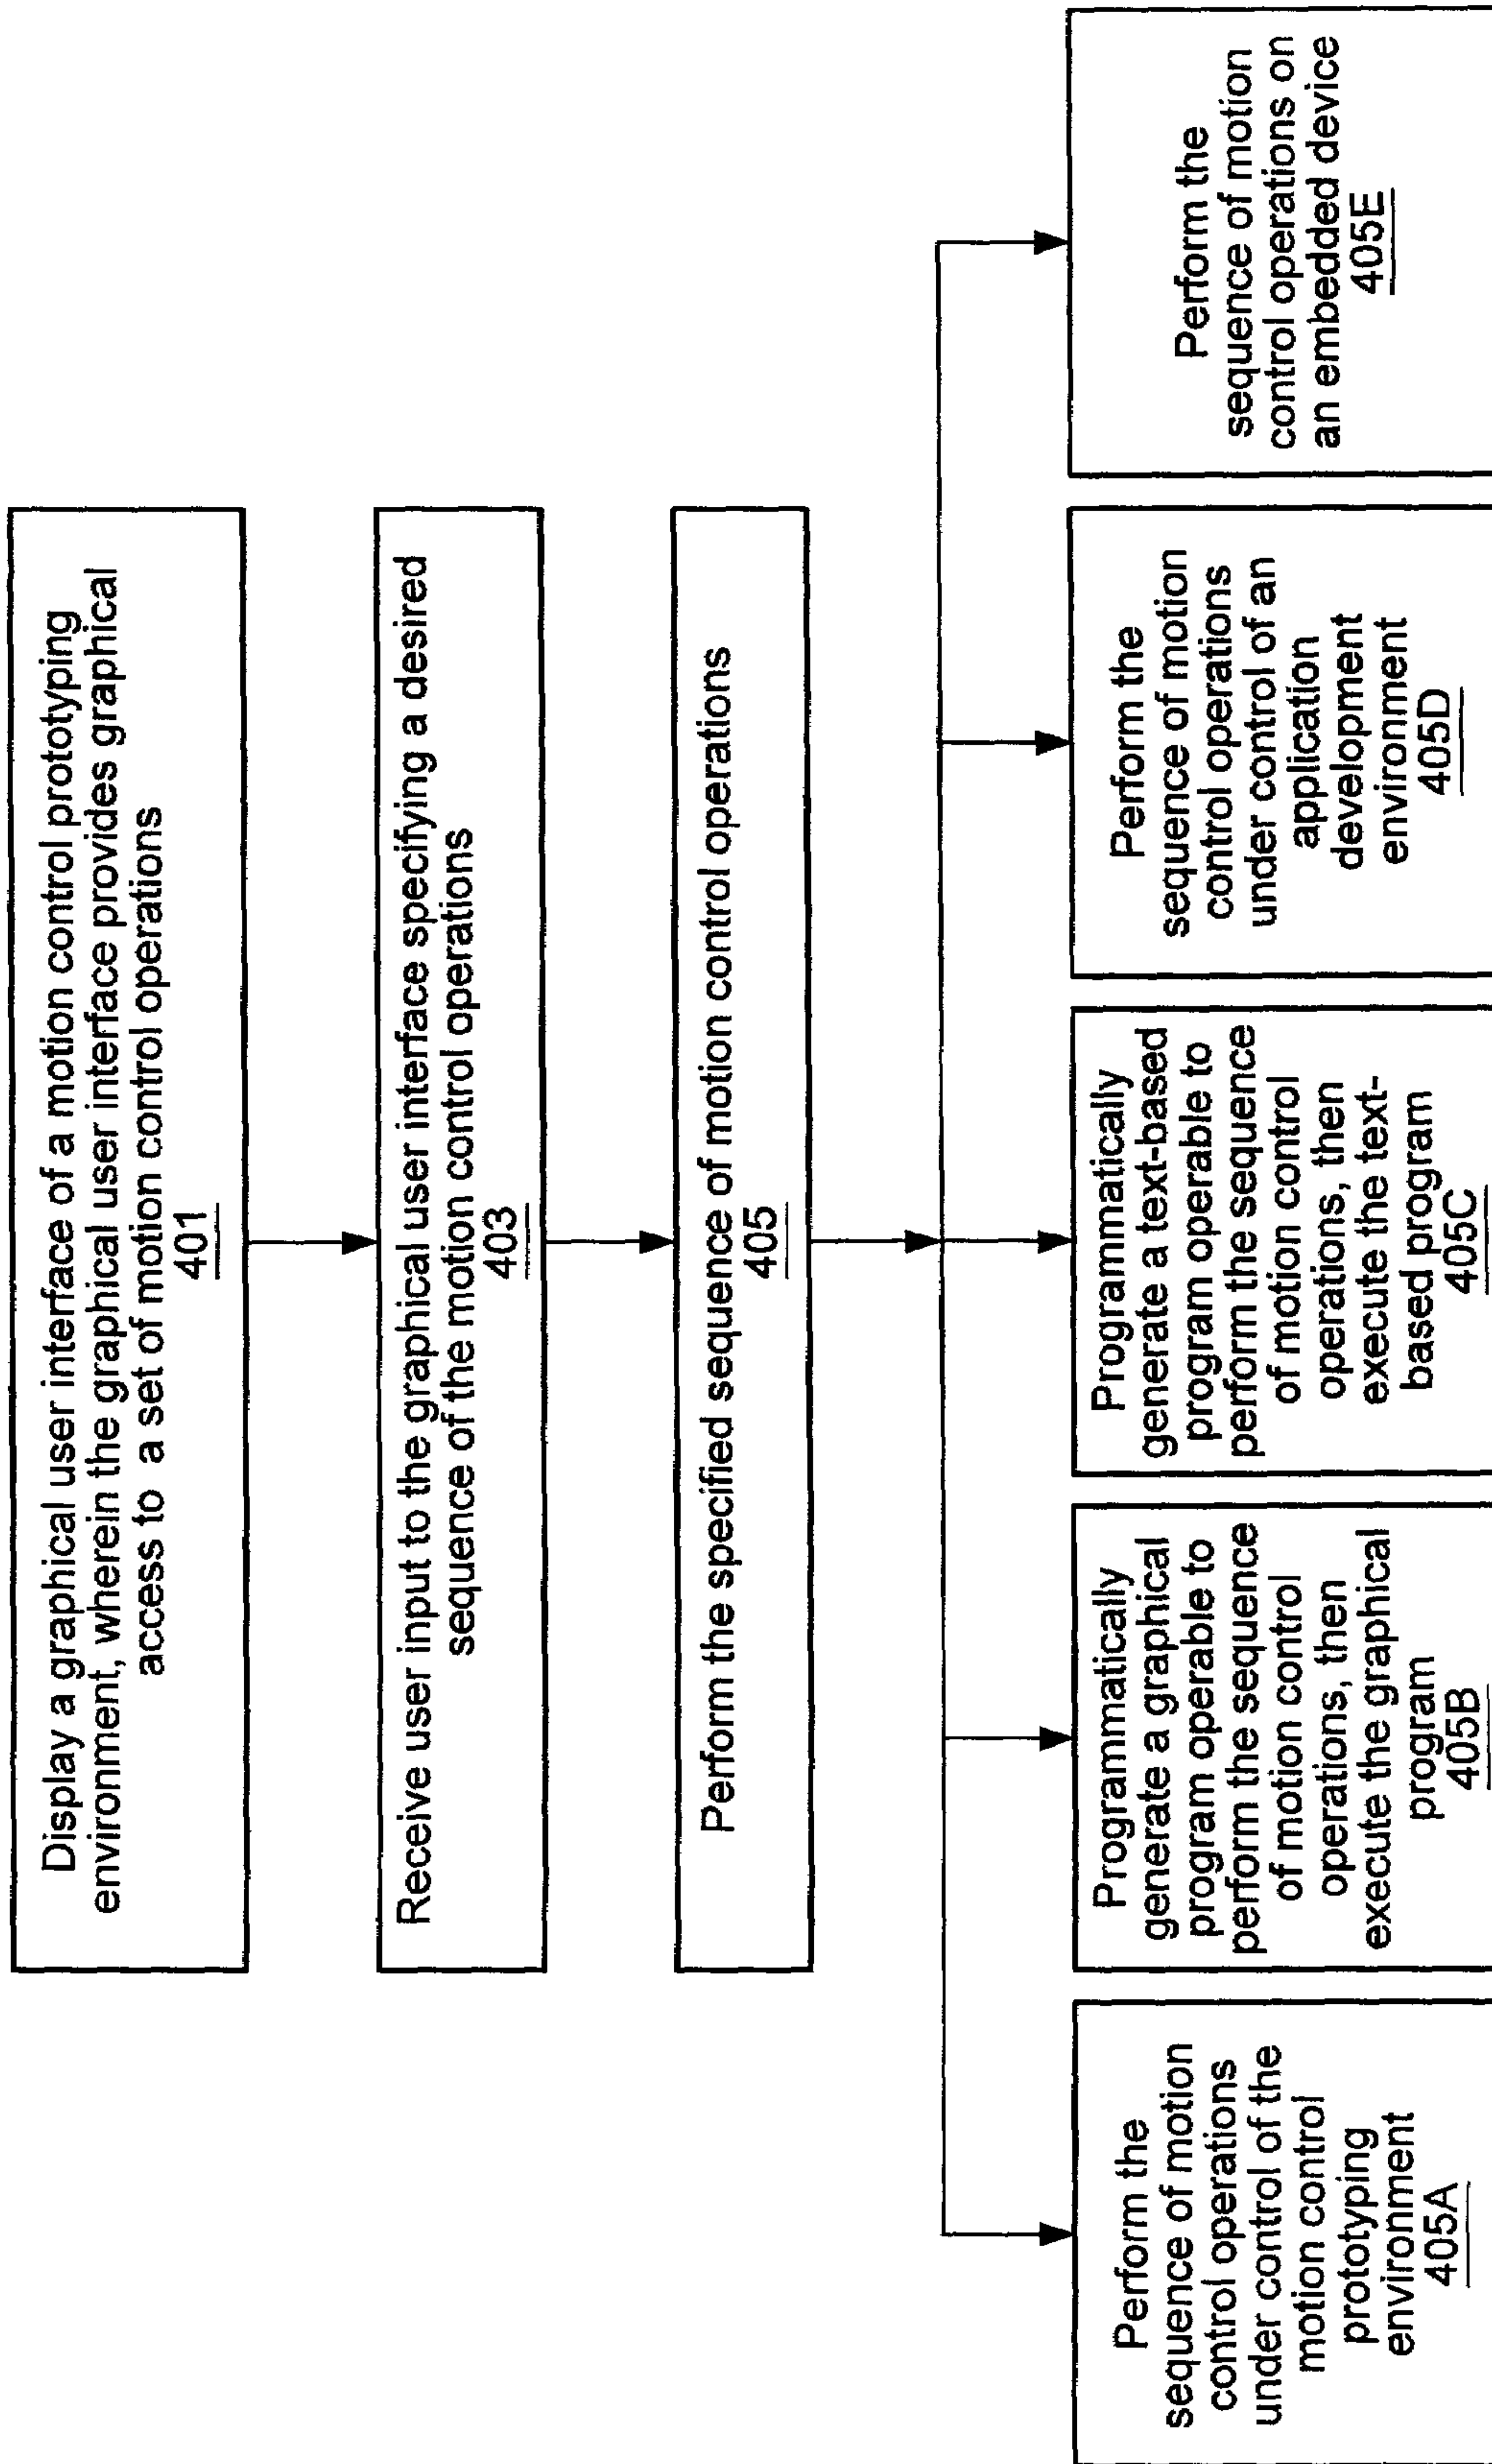 Display a graphical user interface of a motion control prototyping
environment, wherein the graphical user interface provides graphical
access to a set of motion control operations
401
Receive user input to the graphical user interface specifying a desired
sequence of the motion control operations
403
Perform the specified sequence of motion control operations
405
Perform the
sequence of motion
control operations
under control of the
motion control
prototyping
environment
405A
Programmatically
generate a graphical
program operable to
perform the sequence
of motion control
operations, then
execute the graphical
program
405B
Programmatically
generate a text-based
program operable to
perform the sequence
of motion control
operations, then
execute the text-
based program
405C
Perform the
sequence of motion
control operations
under control of an
application
development
environment
405D
Perform the
sequence of motion
control operations on
an embedded device
405E